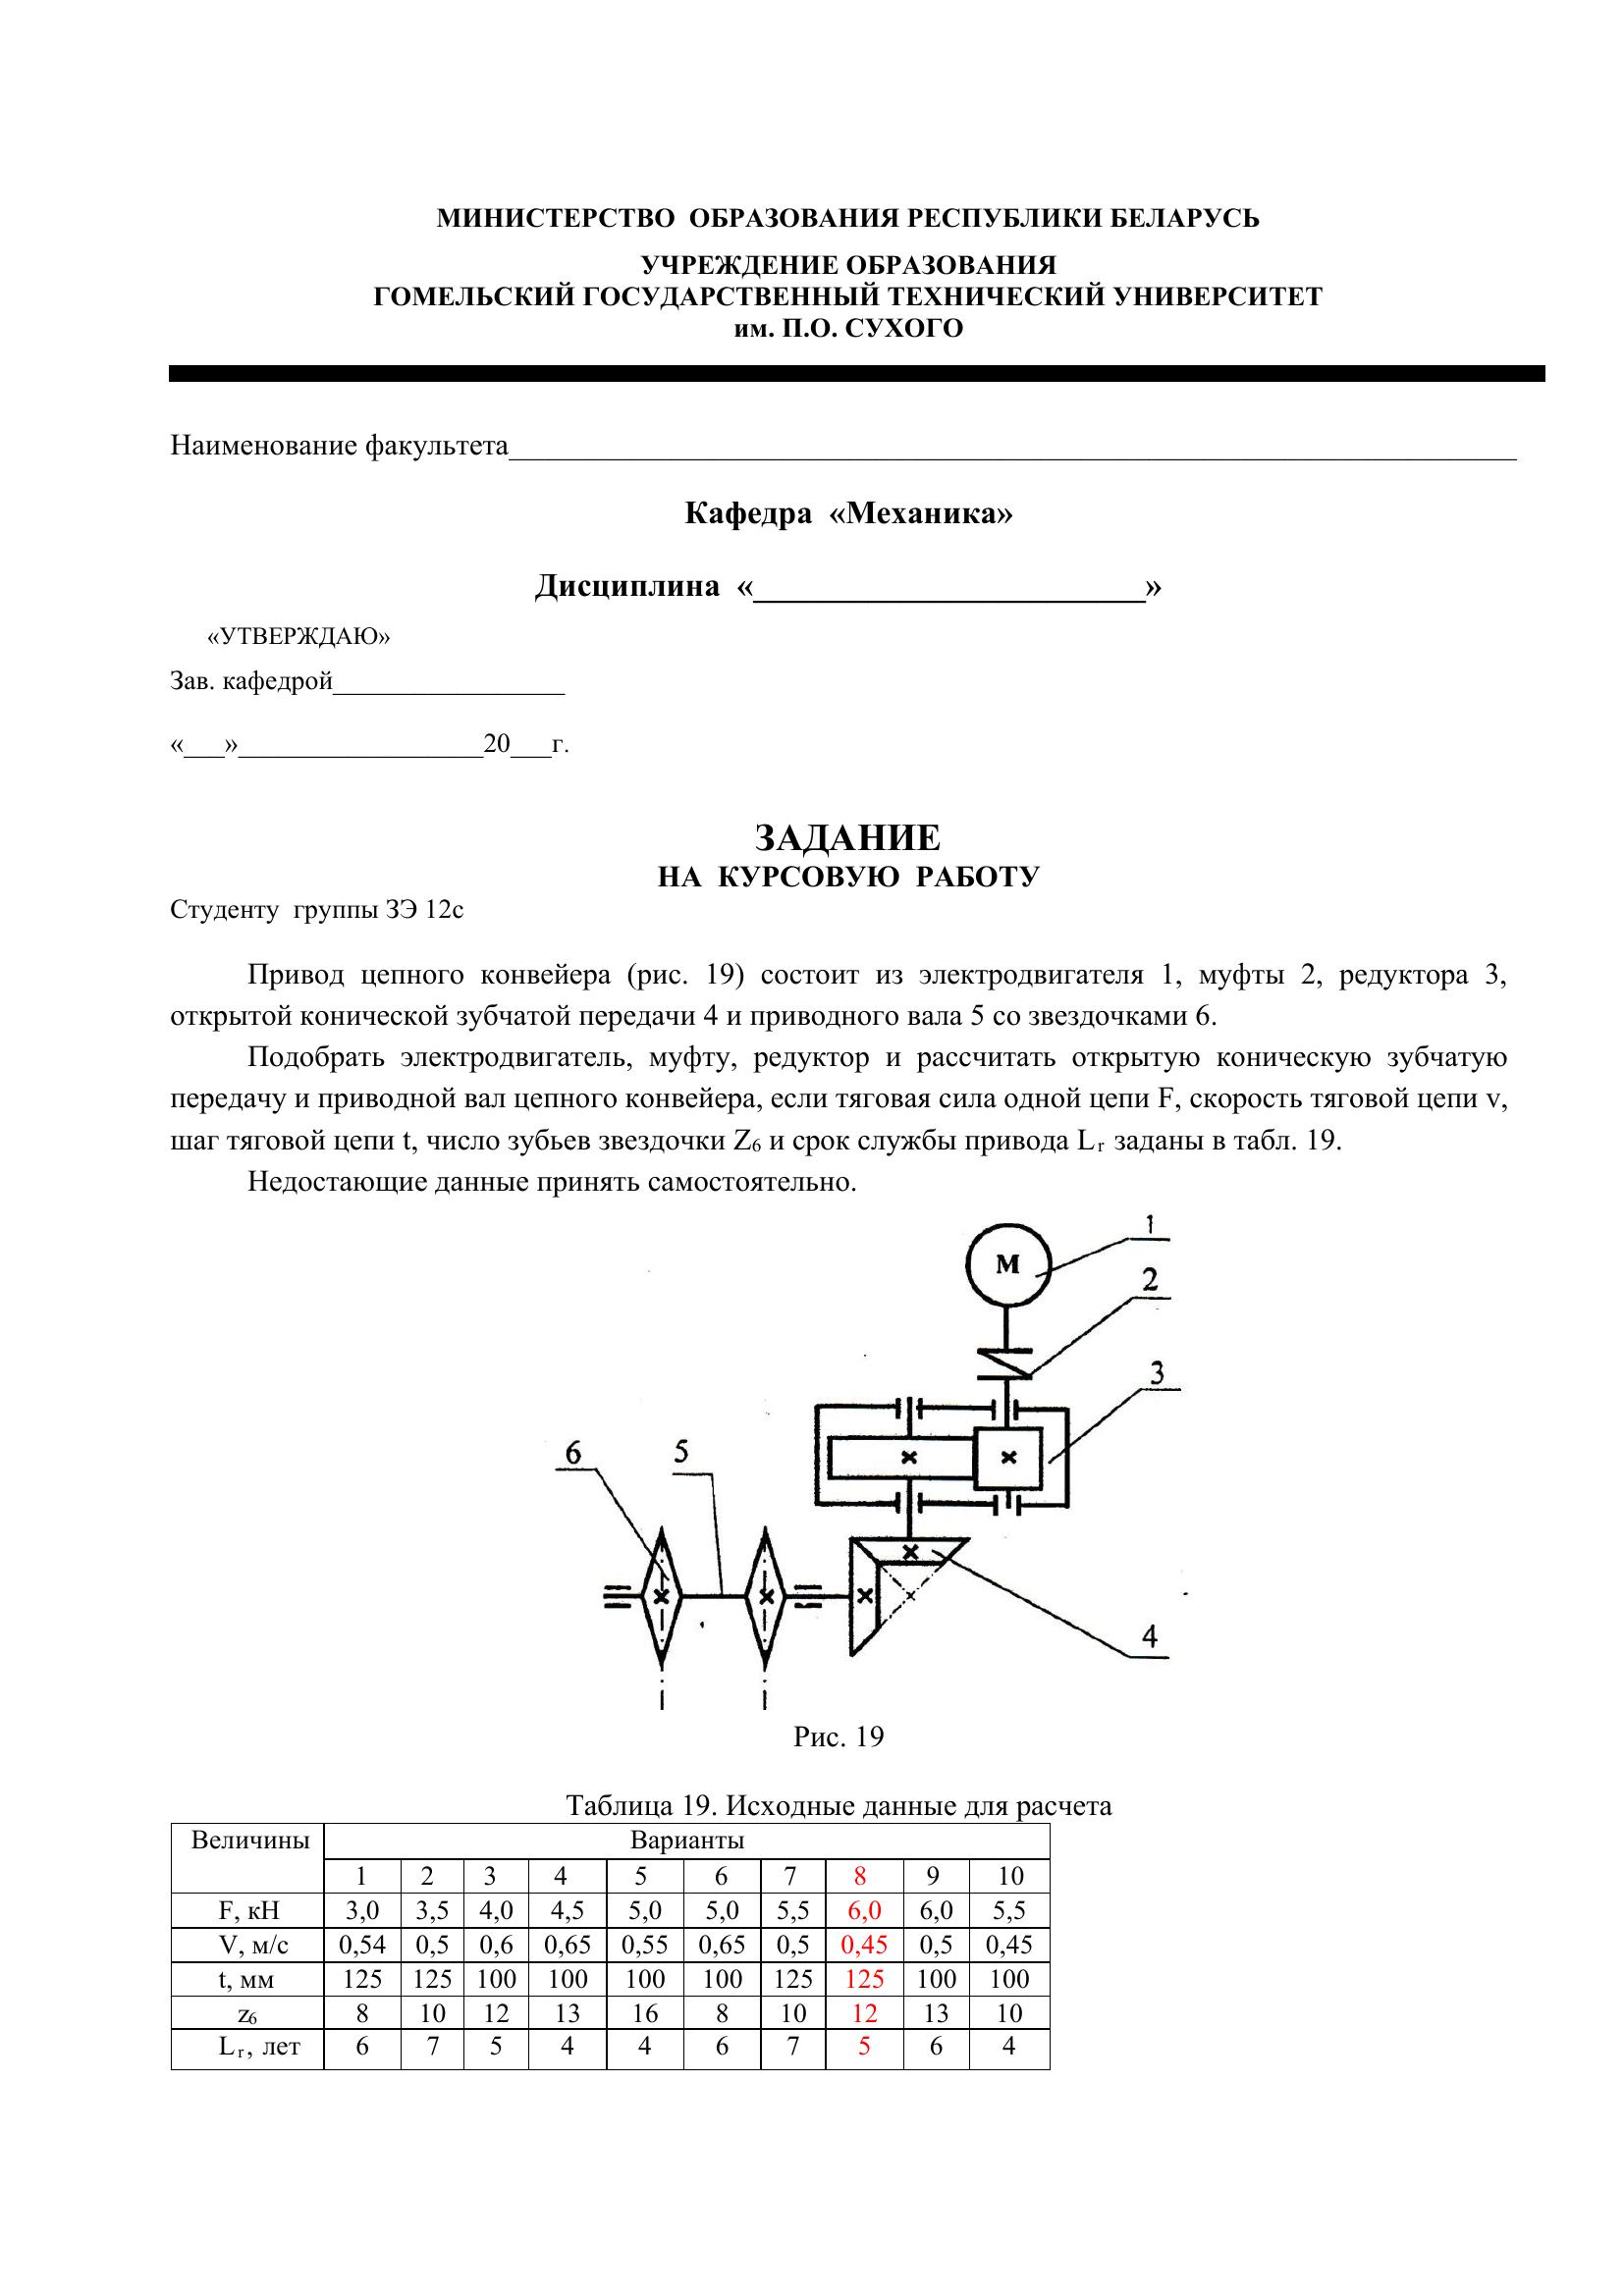 МИНИСТЕРСТВО ОБРАЗОВАНИЯ РЕСПУБЛИКИ БЕЛАРУСЬ
УЧРЕЖДЕНИЕ ОБРАЗОВАНИЯ
ГОМЕЛЬСКИЙ ГОСУДАРСТВЕННЫЙ ТЕХНИЧЕСКИЙ УНИВЕРСИТЕТ
им. П.О. СУХОГО
Наименование факультета____________________
Кафедра «Механика»
Дисциплина «____________________»
«УТВЕРЖДАЮ»
Зав. кафедрой_________________
«___»__________________20___г.
ЗАДАНИЕ
НА КУРСОВУЮ РАБОТУ
Студенту группы ЗЭ 12с
Привод цепного конвейера (рис. 19) состоит из электродвигателя 1, муфты 2, редуктора 3,
открытой конической зубчатой передачи 4 и приводного вала 5 со звездочками 6.
Подобрать электродвигатель, муфту, редуктор и рассчитать открытую коническую зубчатую
передачу и приводной вал цепного конвейера, если тяговая сила одной цепи F, скорость тяговой цепи v,
шаг тяговой цепи t, число зубьев звездочки Z6 и срок службы привода Lг заданы в табл. 19.
Недостающие данные принять самостоятельно.
1
М
2
3
6 5
4
Рис. 19
Таблица 19. Исходные данные для расчета
Величины Варианты
1 2 3 4 5 6 7 8 9 10
F, кН 3,0 3,5 4,0 4,5 5,0 5,0 5,5 6,0 6,0 5,5
V, м/с 0,54 0,5 0,6 0,65 0,55 0,65 0,5 0,45 0,5 0,45
t, мм 125 125 100 100 100 100 125 125 100 100
z6 8 10 12 13 16 8 10 12 13 10
Lг, лет 6 7 5 4 4 6 7 5 6 4